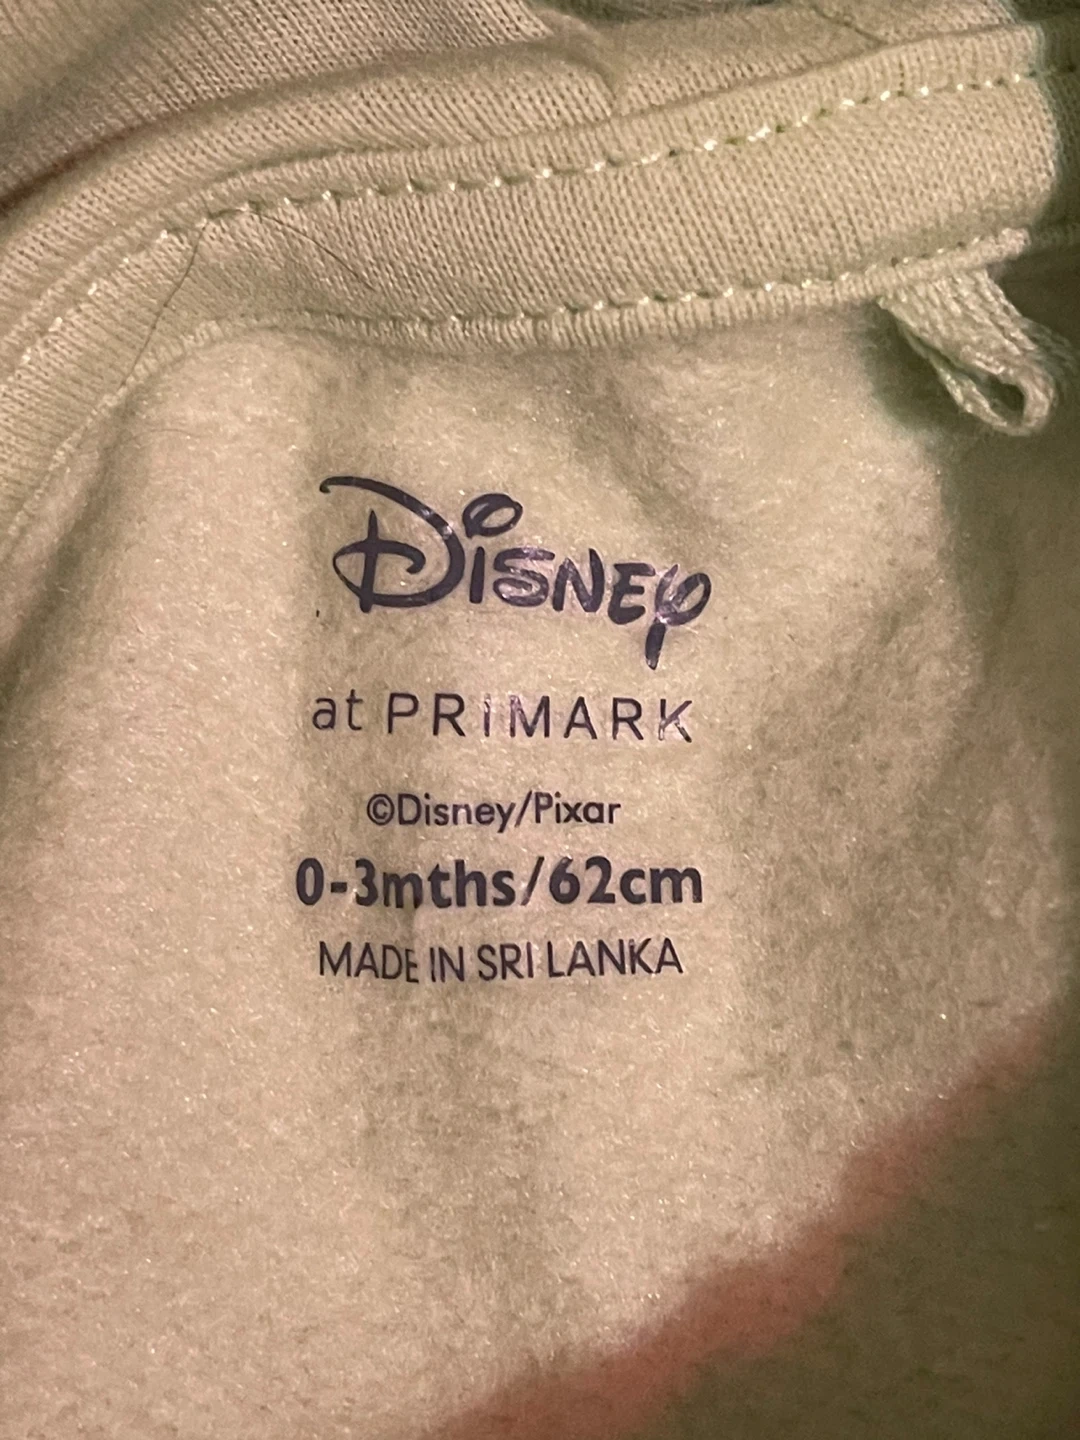 Disney
at PRIMARK
©Disney/Pixar
0-3mths/62cm
MADE IN SRI LANKA